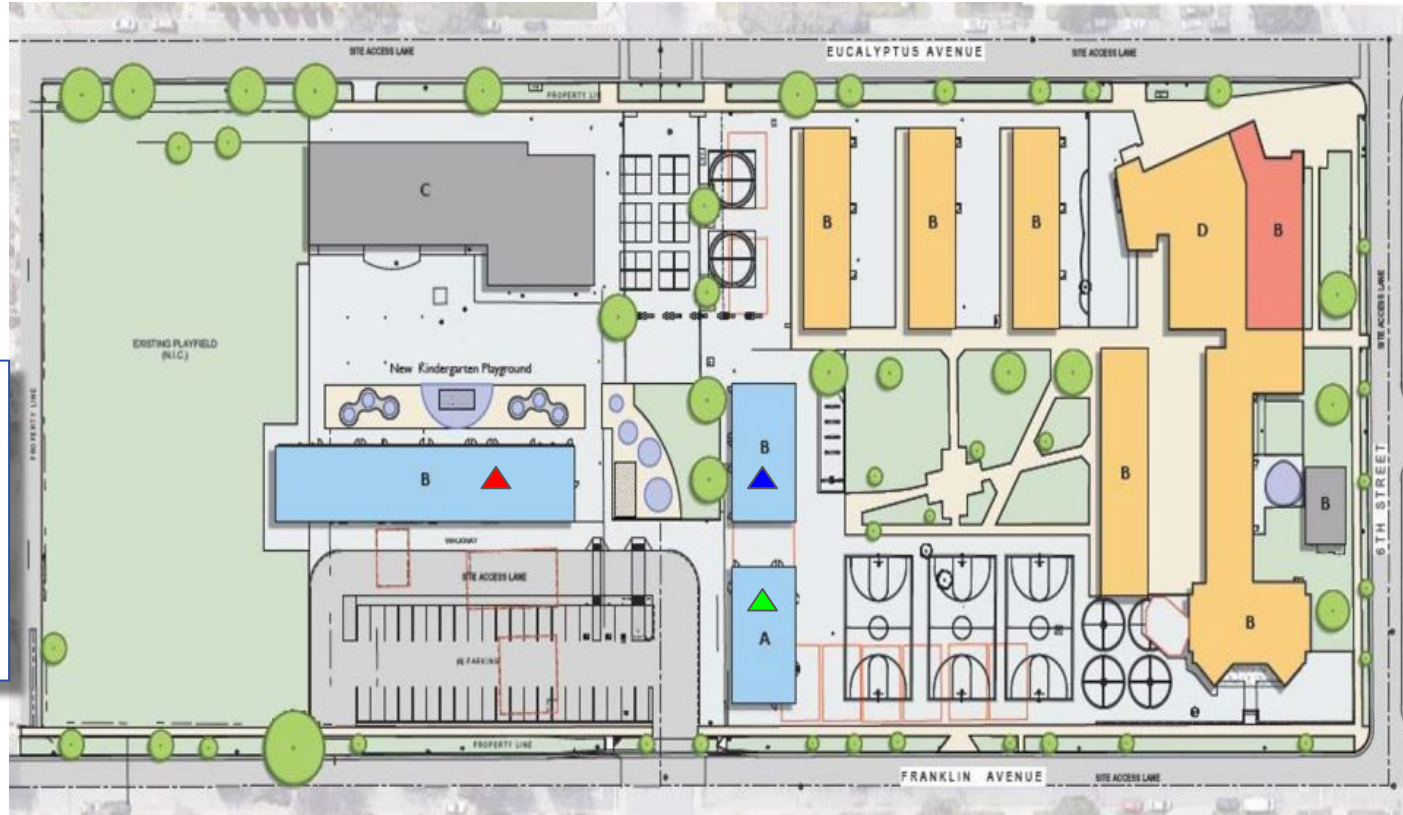 SITE ACCESS LANE
EUCALYPTUS AVENUE
SITE ACCESS LANE
PROPERTY LI
C
B
B
B
D
B
SITE ACCESS LANE
EXISTING PLAYFIELD
(N.I.C.)
New Kindergarten Playground
PROPERTY LINE
B
B
B
B
6TH STREET
WALKWAY
SITE ACCESS LANE
A
B
(E) PARKING
PROPERTY LINE
FRANKLIN AVENUE
SITE ACCESS LANE